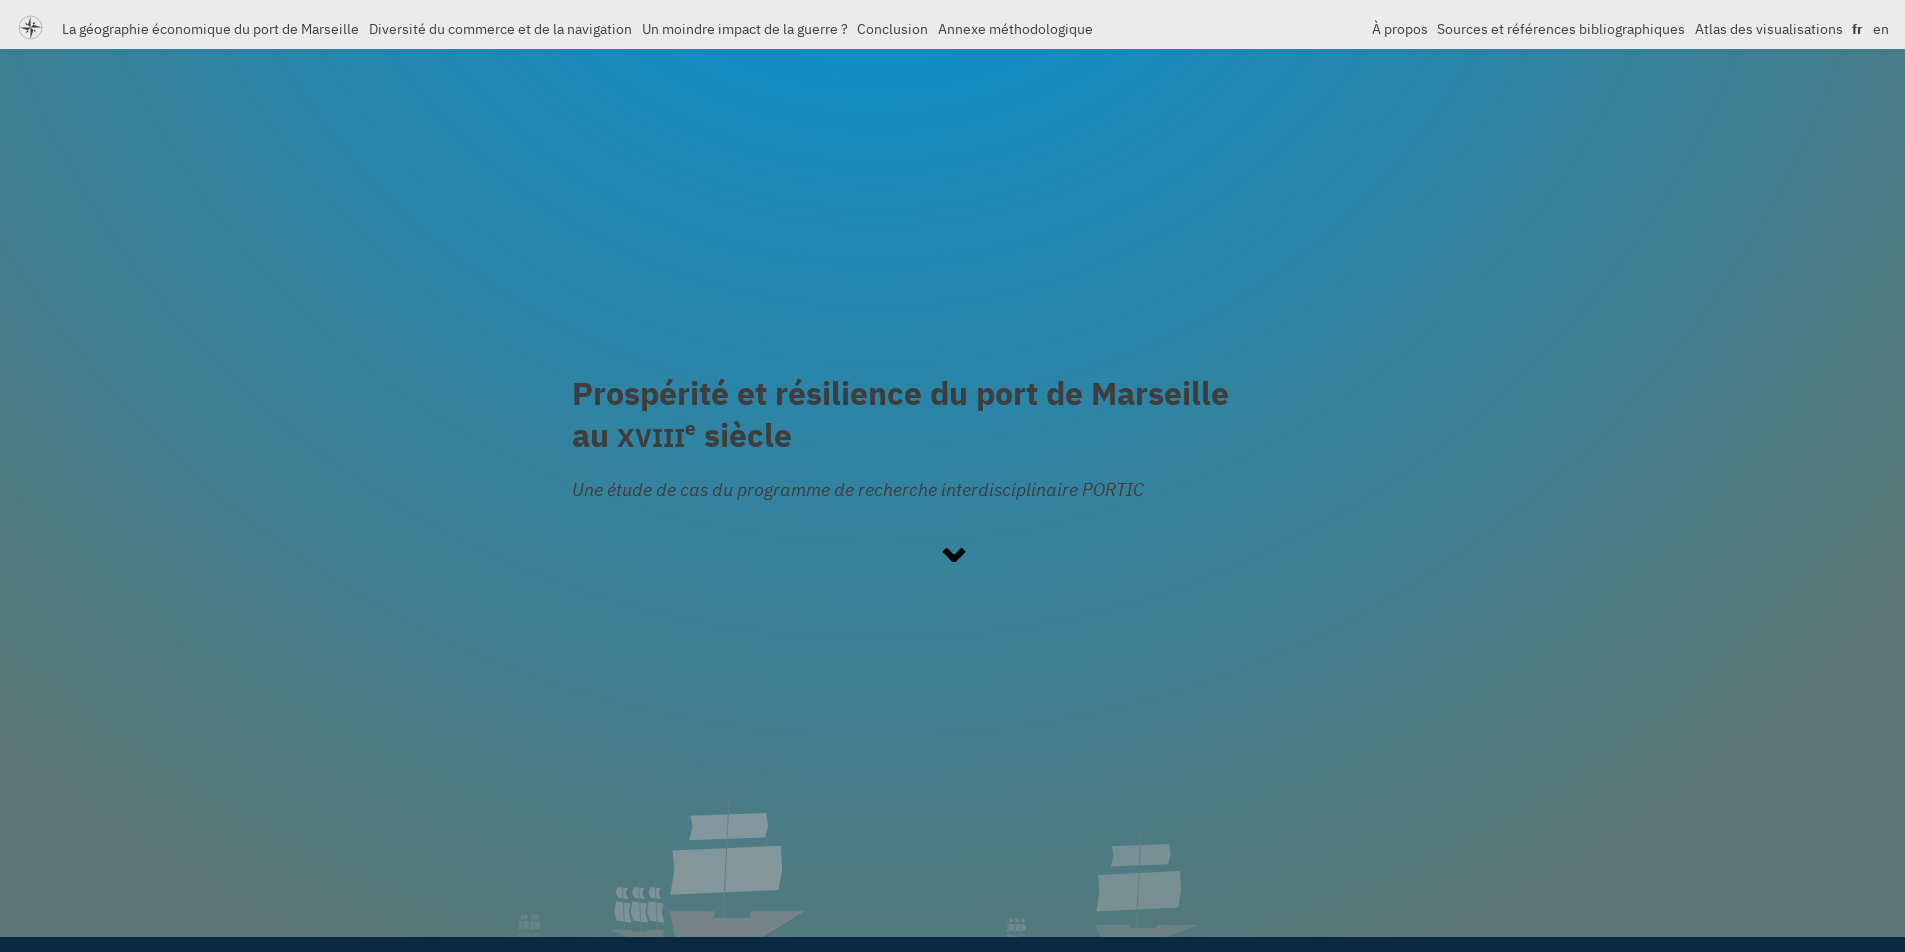 La géographie économique du port de Marseille Diversité du commerce et de la navigation Un moindre impact de la guerre ? Conclusion Annexe méthodologique À propos Sources et références bibliographiques Atlas des visualisations fr en
Prospérité et résilience du port de Marseille
au XVIIIe siècle
Une étude de cas du programme de recherche interdisciplinaire PORTIC